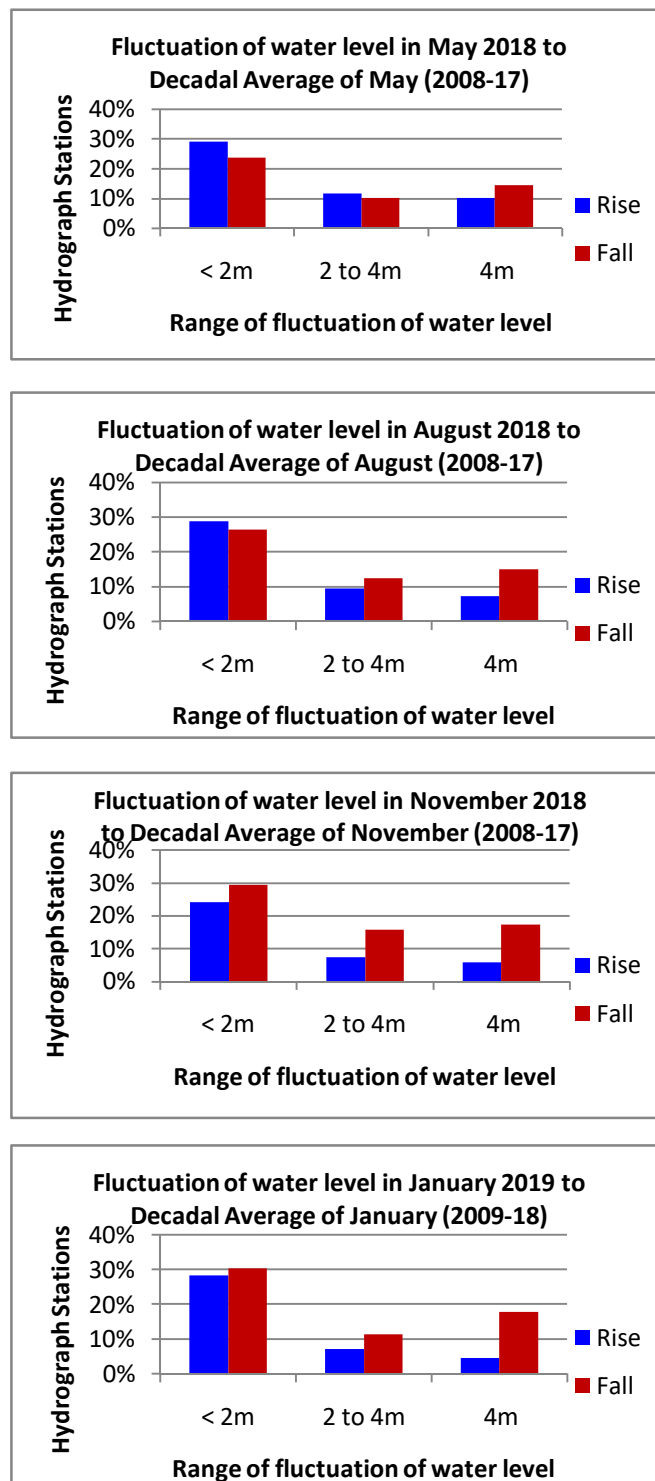 Fluctuation of water level in May 2018 to
Decadal Average of May (2008-17)
Hydrograph Stations
40%
30%
20%
10%
0%
< 2m 2 to 4m 4m
Rise
Fall
Range of fluctuation of water level
Fluctuation of water level in August 2018 to
Decadal Average of August (2008-17)
Hydrograph Stations
40%
30%
20%
10%
0%
< 2m 2 to 4m 4m
Rise
Fall
Range of fluctuation of water level
Fluctuation of water level in November 2018
to Decadal Average of November (2008-17)
Hydrograph Stations
40%
30%
20%
10%
0%
< 2m 2 to 4m 4m
Rise
Fall
Range of fluctuation of water level
Fluctuation of water level in January 2019 to
Decadal Average of January (2009-18)
Hydrograph Stations
40%
30%
20%
10%
0%
< 2m 2 to 4m 4m
Rise
Fall
Range of fluctuation of water level